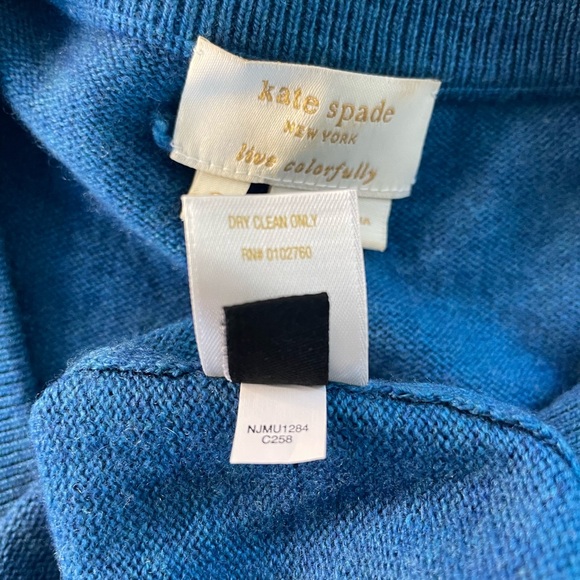 kate spade
NEW YORK
live colorfully
DRY CLEAN ONLY
RN# 0102760
NJMU1284
C258